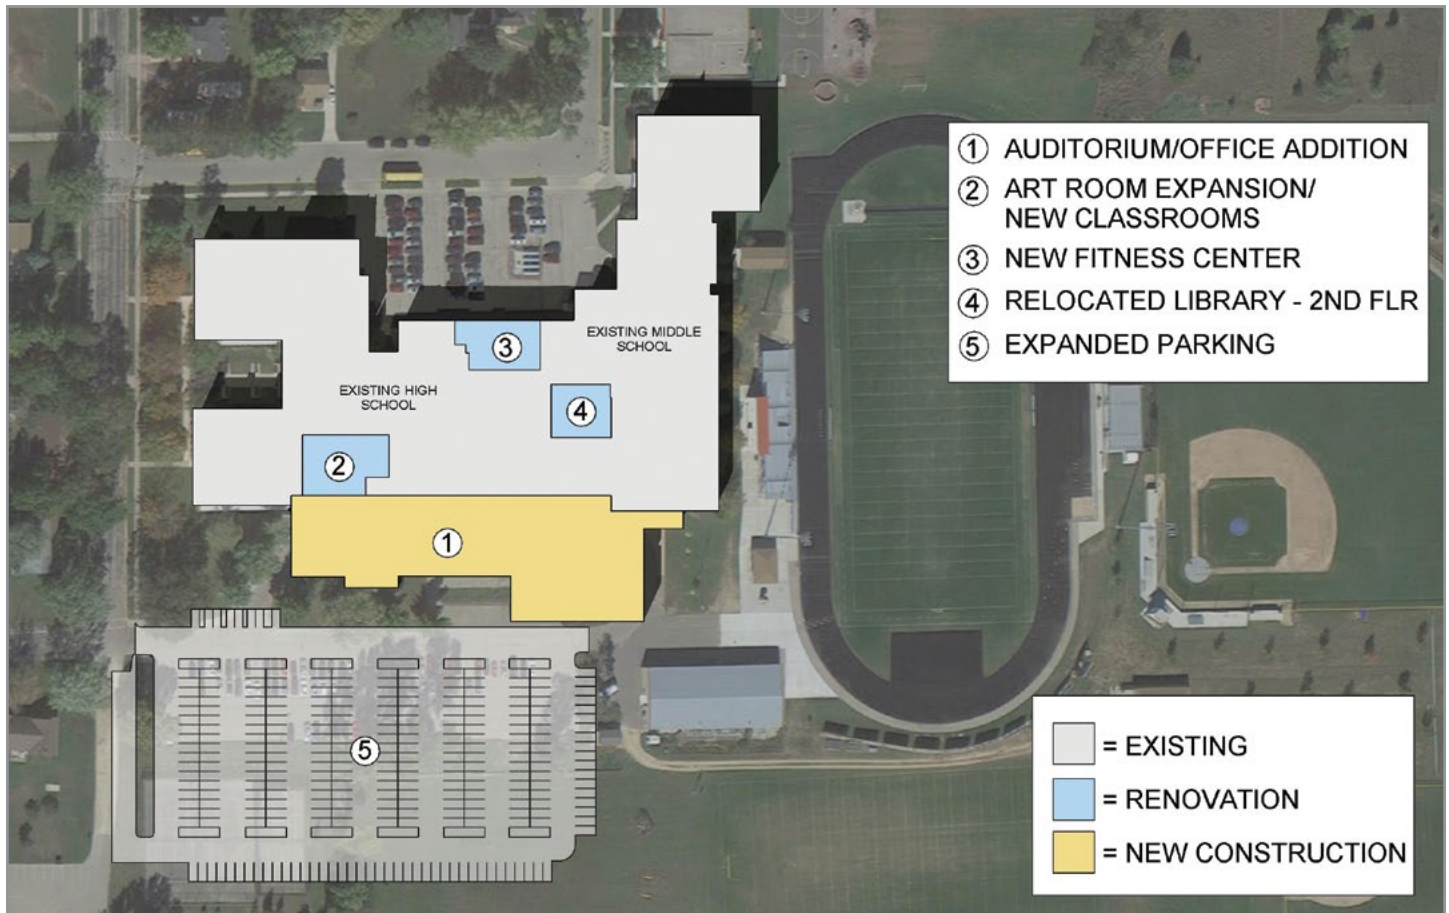 ① AUDITORIUM/OFFICE ADDITION
② ART ROOM EXPANSION/
NEW CLASSROOMS
③ NEW FITNESS CENTER
④ RELOCATED LIBRARY - 2ND FLR
⑤ EXPANDED PARKING
EXISTING MIDDLE
SCHOOL
3
EXISTING HIGH
SCHOOL
4
2
1
5
= EXISTING
= RENOVATION
= NEW CONSTRUCTION